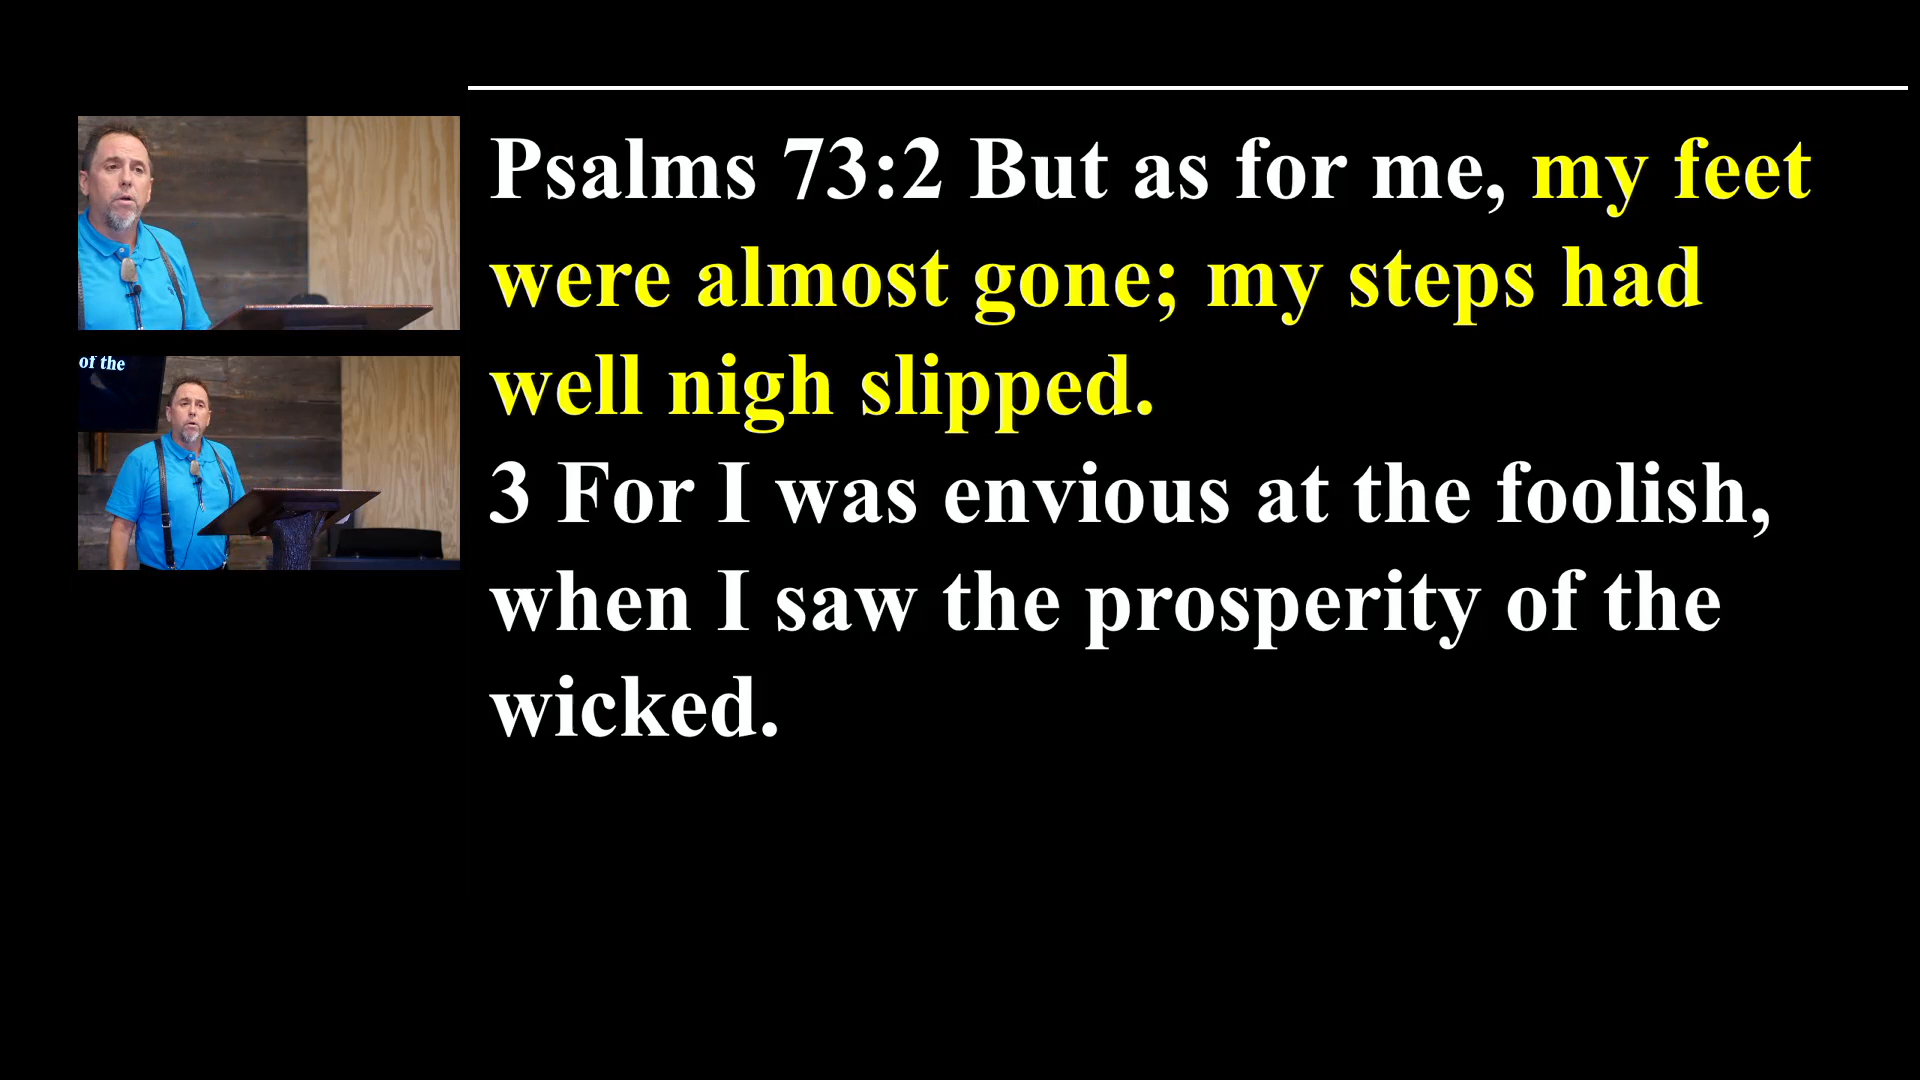 Psalms 73:2 But as for me, my feet
were almost gone; my steps had
well nigh slipped.
3 For I was envious at the foolish,
when I saw the prosperity of the
wicked.
of the